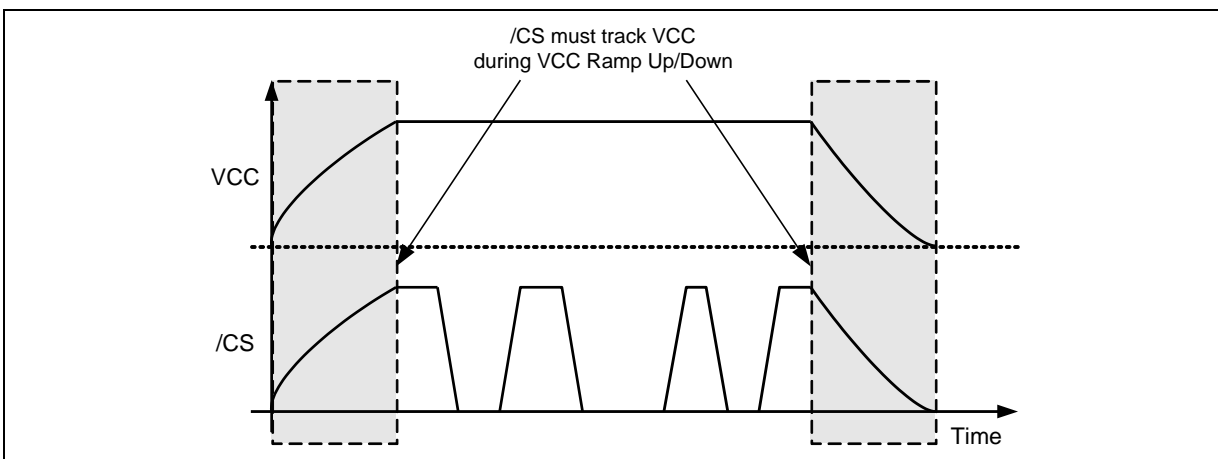 /CS must track VCC
during VCC Ramp Up/Down
VCC
/CS
Time